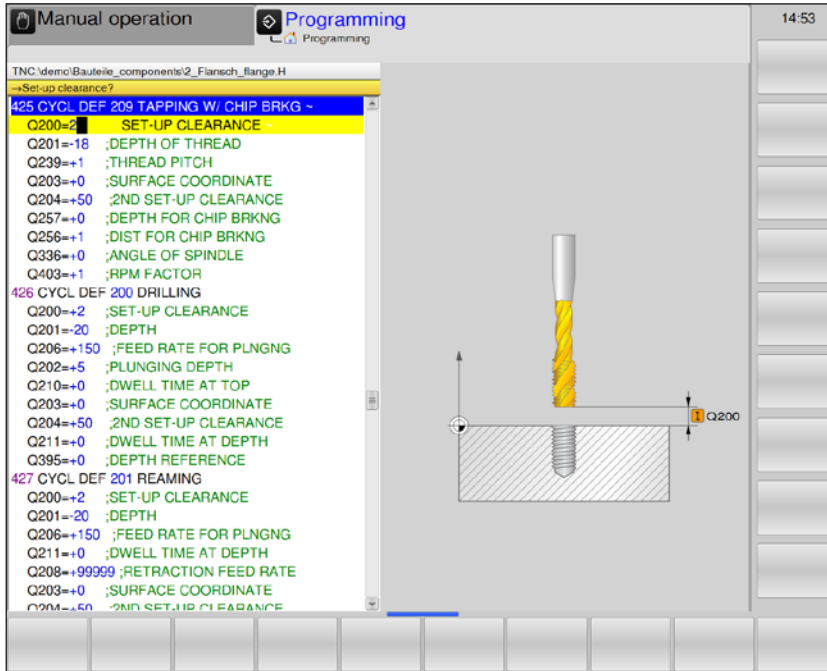 Manual operation
Programming
Programming
14:53
TNC:\demo\Bauteile_components\2_Flansch_flange.H
→Set-up clearance?
425 CYCL DEF 209 TAPPING W/ CHIP BRKG ~
Q200=2 SET-UP CLEARANCE ~
Q201=-18 ;DEPTH OF THREAD
Q239=+1 ;THREAD PITCH
Q203=+0 ;SURFACE COORDINATE
Q204=+50 ;2ND SET-UP CLEARANCE
Q257=+0 ;DEPTH FOR CHIP BRKNG
Q256=+1 ;DIST FOR CHIP BRKNG
Q336=+0 ;ANGLE OF SPINDLE
Q403=+1 ;RPM FACTOR
426 CYCL DEF 200 DRILLING
Q200=+2 ;SET-UP CLEARANCE
Q201=-20 ;DEPTH
Q206=+150 ;FEED RATE FOR PLNGNG
Q202=+5 ;PLUNGING DEPTH
Q210=+0 ;DWELL TIME AT TOP
Q203=+0 ;SURFACE COORDINATE
Q204=+50 ;2ND SET-UP CLEARANCE
Q211=+0 ;DWELL TIME AT DEPTH
Q395=+0 ;DEPTH REFERENCE
427 CYCL DEF 201 REAMING
Q200=+2 ;SET-UP CLEARANCE
Q201=-20 ;DEPTH
Q206=+150 ;FEED RATE FOR PLNGNG
Q211=+0 ;DWELL TIME AT DEPTH
Q208=+99999 ;RETRACTION FEED RATE
Q203=+0 ;SURFACE COORDINATE
Q204=+50 ;2ND SET-UP CLEARANCE
I Q200